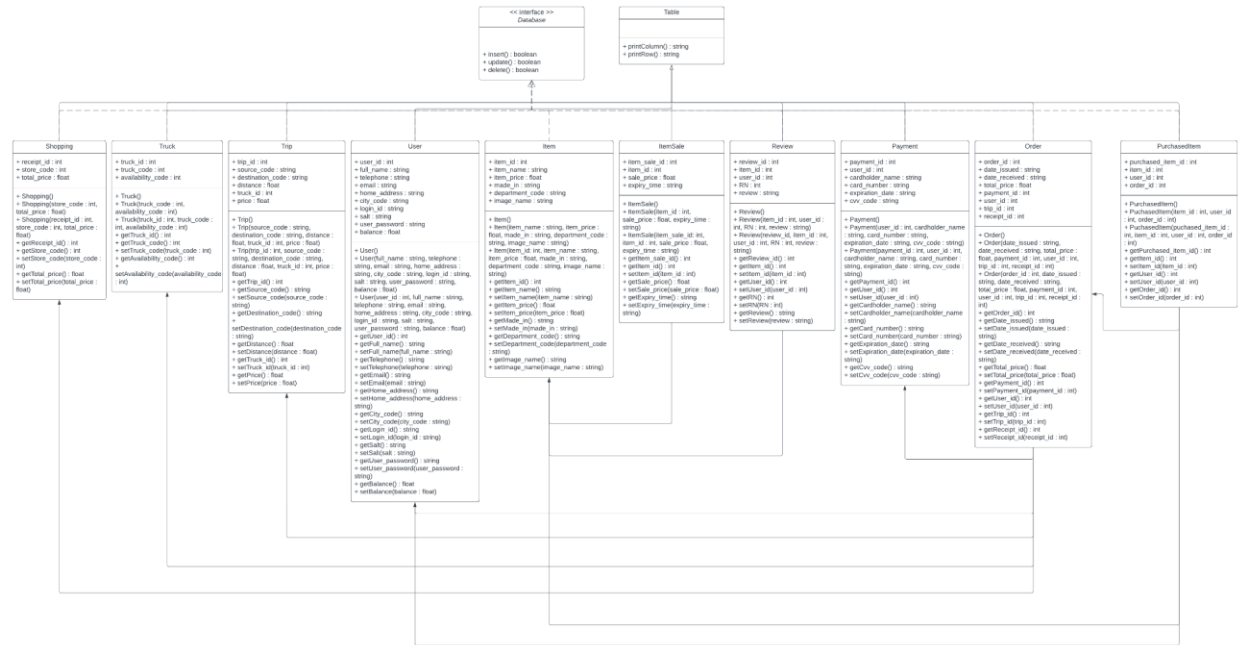 << interface >>
Database
+ insert() : boolean
+ update() : boolean
+ delete() : boolean
Table
+ printColumn() : string
+ printRow() : string
Shopping
+ receipt_id : int
+ store_code : int
+ total_price : float
+ Shopping()
+ Shopping(store_code : int,
total_price : float)
+ Shopping(receipt_id : int,
store_code : int, total_price :
float)
+ getReceipt_id() : int
+ getStore_code() : int
+ setStore_code(store_code :
int)
+ getTotal_price() : float
+ setTotal_price(total_price :
float)
Truck
+ truck_id : int
+ truck_code : int
+ availability_code : int
+ Truck()
+ Truck(truck_code : int,
availability_code : int)
+ Truck(truck_id : int, truck_code :
int, availability_code : int)
+ getTruck_id() : int
+ getTruck_code() : int
+ setTruck_code(truck_code : int)
+ getAvailability_code() : int
+
setAvailability_code(availability_code
: int)
Trip
+ trip_id : int
+ source_code : string
+ destination_code : string
+ distance : float
+ truck_id : int
+ price : float
+ Trip()
+ Trip(source_code : string,
destination_code : string, distance :
float, truck_id : int, price : float)
+ Trip(trip_id : int, source_code :
string, destination_code : string,
distance : float, truck_id : int, price :
float)
+ getTrip_id() : int
+ getSource_code() : string
+ setSource_code(source_code :
string)
+ getDestination_code() : string
+
setDestination_code(destination_code
: string)
+ getDistance() : float
+ setDistance(distance : float)
+ getTruck_id() : int
+ setTruck_id(truck_id : int)
+ getPrice() : float
+ setPrice(price : float)
User
+ user_id : int
+ full_name : string
+ telephone : string
+ email : string
+ home_address : string
+ city_code : string
+ login_id : string
+ salt : string
+ user_password : string
+ balance : float
+ User()
+ User(full_name : string, telephone
: string, email : string, home_address :
string, city_code : string, login_id : string,
salt : string, user_password : string,
balance : float)
+ User(user_id : int, full_name : string,
telephone : string, email : string,
home_address : string, city_code : string,
login_id : string, salt : string,
user_password : string, balance : float)
+ getUser_id() : int
+ getFull_name() : string
+ setFull_name(full_name : string)
+ getTelephone() : string
+ setTelephone(telephone : string)
+ getEmail() : string
+ setEmail(email : string)
+ getHome_address() : string
+ setHome_address(home_address :
string)
+ getCity_code() : string
+ setCity_code(city_code : string)
+ getLogin_id() : string
+ setLogin_id(login_id : string)
+ getSalt() : string
+ setSalt(salt : string)
+ getUser_password() : string
+ setUser_password(user_password :
string)
+ getBalance() : float
+ setBalance(balance : float)
Item
+ item_id : int
+ item_name : string
+ item_price : float
+ made_in : string
+ department_code : string
+ image_name : string
+ Item()
+ Item(item_name : string, item_price :
float, made_in : string, department_code :
string, image_name : string)
+ Item(item_id : int, item_name : string,
item_price : float, made_in : string,
department_code : string, image_name :
string)
+ getItem_id() : int
+ getItem_name() : string
+ setItem_name(item_name : string)
+ getItem_price() : float
+ setItem_price(item_price : float)
+ getMade_in() : string
+ setMade_in(made_in : string)
+ getDepartment_code() : string
+ setDepartment_code(department_code
: string)
+ getImage_name() : string
+ setImage_name(image_name : string)
ItemSale
+ item_sale_id : int
+ item_id : int
+ sale_price : float
+ expiry_time : string
+ ItemSale()
+ ItemSale(item_id : int,
sale_price : float, expiry_time :
string)
+ ItemSale(item_sale_id : int,
item_id : int, sale_price : float,
expiry_time : string)
+ getItem_sale_id() : int
+ getItem_id() : int
+ setItem_id(item_id : int)
+ getSale_price() : float
+ setSale_price(sale_price : float)
+ getExpiry_time() : string
+ setExpiry_time(expiry_time :
string)
Review
+ review_id : int
+ item_id : int
+ user_id : int
+ RN : int
+ review : string
+ Review()
+ Review(item_id : int, user_id
: int, RN : int, review : string)
+ Review(review_id, item_id : int,
user_id : int, RN : int, review :
string)
+ getReview_id() : int
+ getItem_id() : int
+ setItem_id(item_id : int)
+ getUser_id() : int
+ setUser_id(user_id : int)
+ getRN() : int
+ setRN(RN : int)
+ getReview() : string
+ setReview(review : string)
Payment
+ payment_id : int
+ user_id : int
+ cardholder_name : string
+ card_number : string
+ expiration_date : string
+ cvv_code : string
+ Payment()
+ Payment(user_id : int, cardholder_name
: string, card_number : string,
expiration_date : string, cvv_code : string)
+ Payment(payment_id : int, user_id : int,
cardholder_name : string, card_number :
string, expiration_date : string, cvv_code :
string)
+ getPayment_id() : int
+ getUser_id() : int
+ setUser_id(user_id : int)
+ getCardholder_name() : string
+ setCardholder_name(cardholder_name :
string)
+ getCard_number() : string
+ setCard_number(card_number : string)
+ getExpiration_date() : string
+ setExpiration_date(expiration_date :
string)
+ getCvv_code() : string
+ setCvv_code(cvv_code : string)
Order
+ order_id : int
+ date_issued : string
+ date_received : string
+ total_price : float
+ payment_id : int
+ user_id : int
+ trip_id : int
+ receipt_id : int
+ Order()
+ Order(date_issued : string,
date_received : string, total_price :
float, payment_id : int, user_id : int,
trip_id : int, receipt_id : int)
+ Order(order_id : int, date_issued :
string, date_received : string,
total_price : float, payment_id : int,
user_id : int, trip_id : int, receipt_id :
int)
+ getOrder_id() : int
+ getDate_issued() : string
+ setDate_issued(date_issued :
string)
+ getDate_received() : string
+ setDate_received(date_received :
string)
+ getTotal_price() : float
+ setTotal_price(total_price : float)
+ getPayment_id() : int
+ setPayment_id(payment_id : int)
+ getUser_id() : int
+ setUser_id(user_id : int)
+ getTrip_id() : int
+ setTrip_id(trip_id : int)
+ getReceipt_id() : int
+ setReceipt_id(receipt_id : int)
PurchasedItem
+ purchased_item_id : int
+ item_id : int
+ user_id : int
+ order_id : int
+ PurchasedItem()
+ PurchasedItem(item_id : int, user_id
: int, order_id : int)
+ PurchasedItem(puchased_item_id :
int, item_id : int, user_id : int, order_id
: int)
+ getPurchased_item_id() : int
+ getItem_id() : int
+ setItem_id(item_id : int)
+ getUser_id() : int
+ setUser_id(user_id : int)
+ getOrder_id() : int
+ setOrder_id(order_id : int)